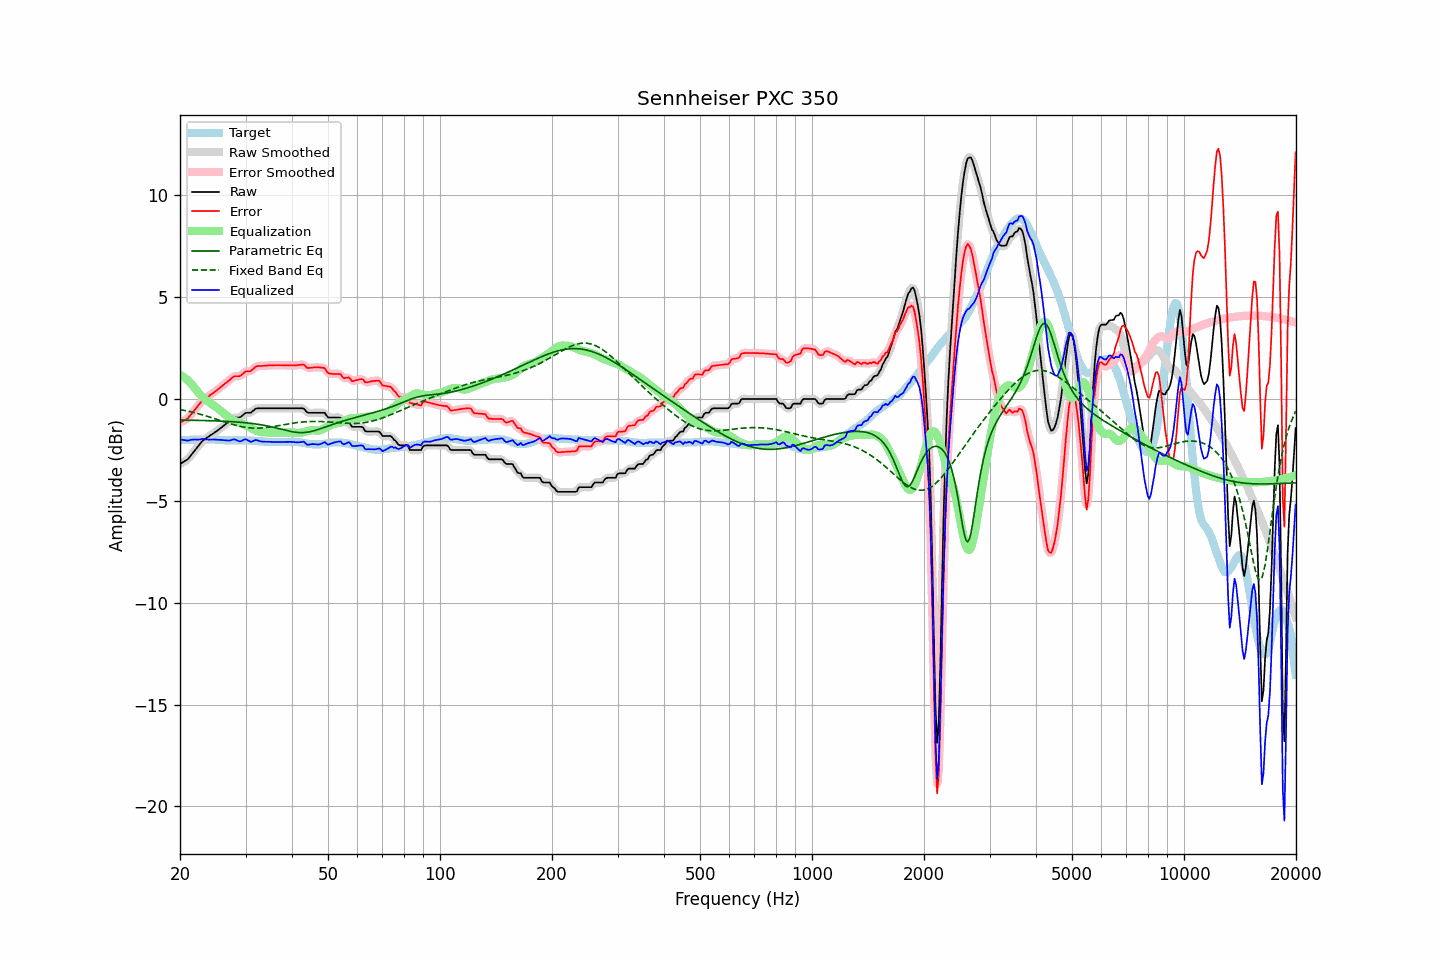 Sennheiser PXC 350
Target
Raw Smoothed
Error Smoothed
Raw
Error
Equalization
Parametric Eq
Fixed Band Eq
Equalized
10
5
0
−5
−10
−15
−20
Amplitude (dBr)
20
50
100
200
500
1000
2000
5000
10000
20000
Frequency (Hz)